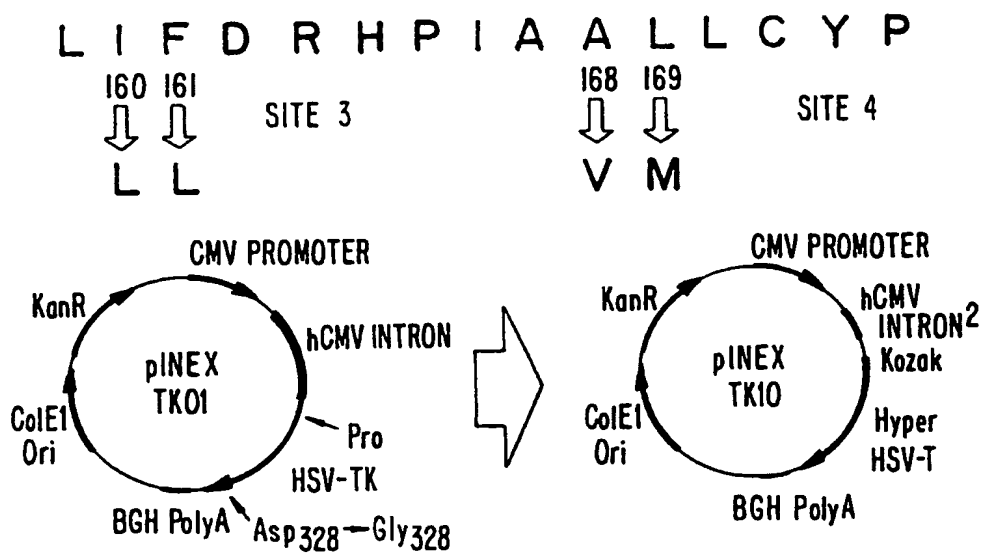 L I F D R H P I A A L L C Y P
160 161 168 169
SITE 3 SITE 4
L L V M
CMV PROMOTER
KanR
hCMV INTRON
pINEX
TK01
ColE1
Ori
Pro
HSV-TK
BGH PolyA
Asp328 Gly328
CMV PROMOTER
KanR
hCMV
INTRON2
Kozak
pINEX
TK10
ColE1
Ori
Hyper
HSV-T
BGH PolyA